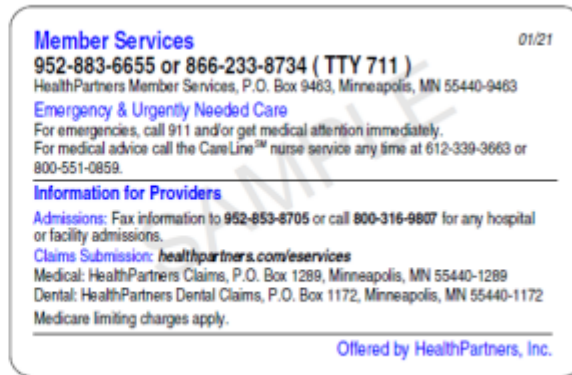 Member Services 01/21
952-883-6655 or 866-233-8734 ( TTY 711 )
HealthPartners Member Services, P.O. Box 9463, Minneapolis, MN 55440-9463
Emergency & Urgently Needed Care
For emergencies, call 911 and/or get medical attention immediately.
For medical advice call the CareLine℠ nurse service any time at 612-339-3663 or
800-551-0859.
Information for Providers
Admissions: Fax information to 952-853-8705 or call 800-316-9807 for any hospital
or facility admissions.
Claims Submission: healthpartners.com/eservices
Medical: HealthPartners Claims, P.O. Box 1289, Minneapolis, MN 55440-1289
Dental: HealthPartners Dental Claims, P.O. Box 1172, Minneapolis, MN 55440-1172
Medicare limiting charges apply.
Offered by HealthPartners, Inc.
SAMPLE